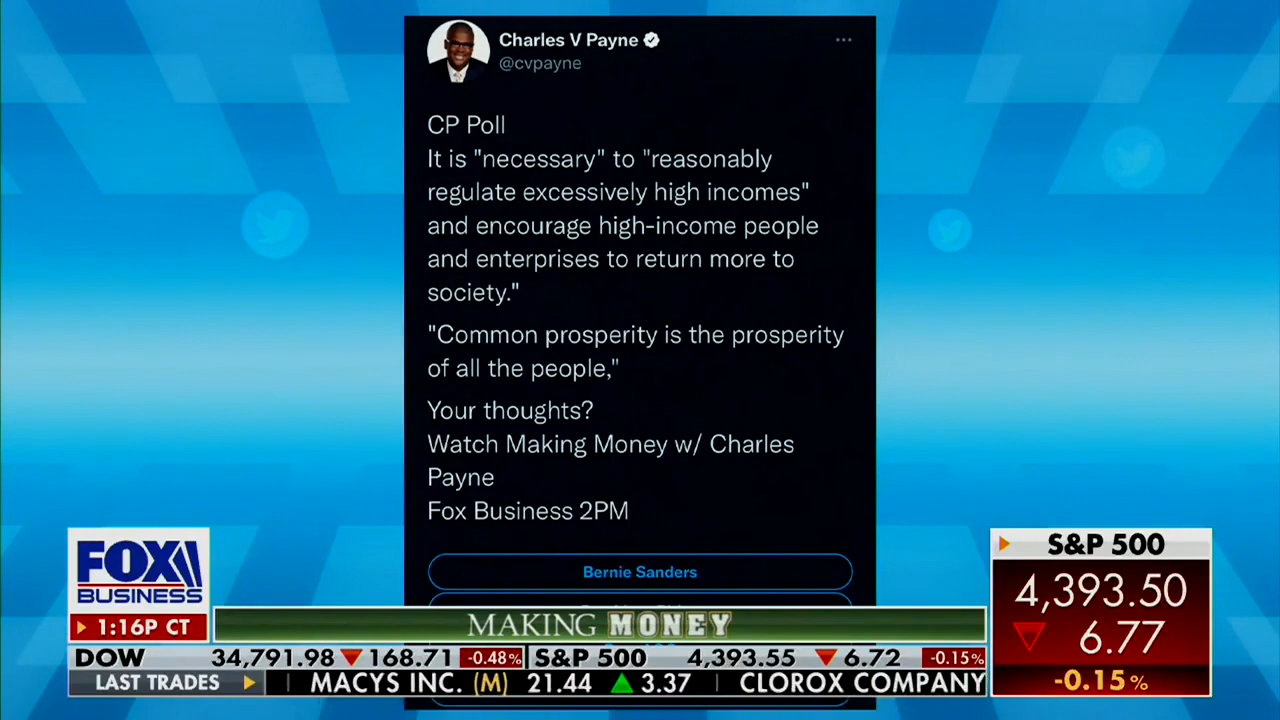 Charles V Payne
@cvpayne
...
CP Poll
It is "necessary" to "reasonably
regulate excessively high incomes"
and encourage high-income people
and enterprises to return more to
society."
"Common prosperity is the prosperity
of all the people,"
Your thoughts?
Watch Making Money w/ Charles
Payne
Fox Business 2PM
Bernie Sanders
FOX
BUSINESS
1:16P CT
MAKING MONEY
S&P 500
4,393.50
6.77
-0.15%
DOW 34,791.98 168.71 -0.48% S&P 500 4,393.55 6.72 -0.15%
LAST TRADES MACYS INC. (M) 21.44 3.37 CLOROX COMPANY